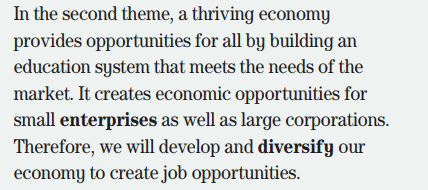 In the second theme, a thriving economy
provides opportunities for all by building an
education system that meets the needs of the
market. It creates economic opportunities for
small enterprises as well as large corporations.
Therefore, we will develop and diversify our
economy to create job opportunities.